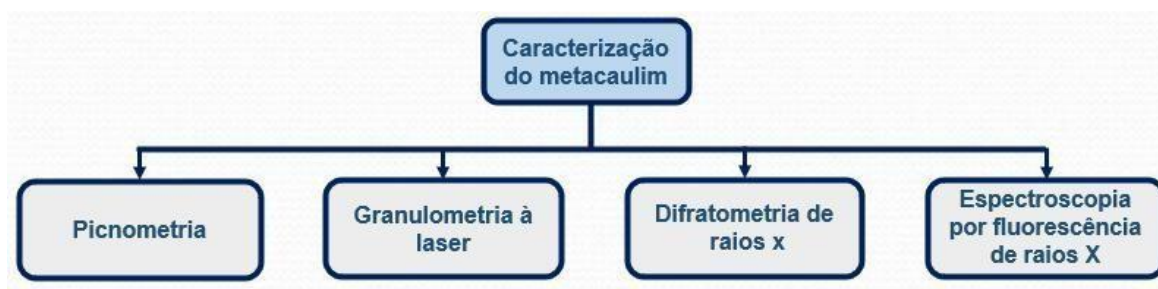 Caracterização
do metacaulim
Picnometria
Granulometria à
laser
Difratometria de
raios x
Espectroscopia
por fluorescência
de raios X